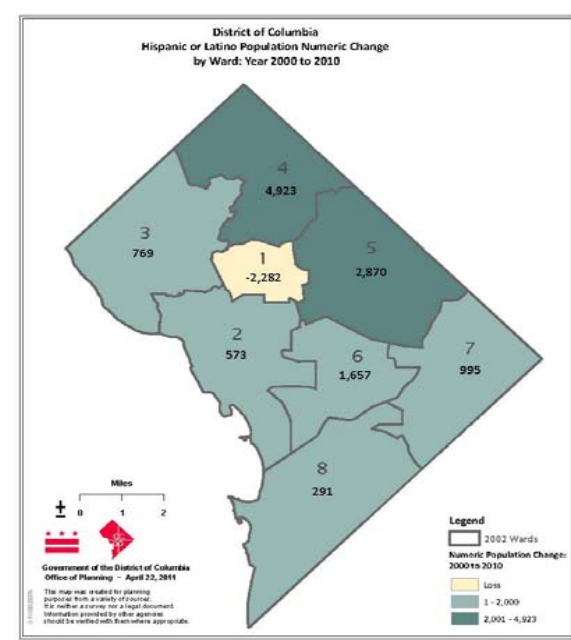 District of Columbia
Hispanic or Latino Population Numeric Change
by Ward: Year 2000 to 2010
4
4,923
3
769
5
2,870
1
-2,282
2
573
6
1,657
7
995
8
291
Miles
0 1 2
Government of the District of Columbia
Office of Planning ~ April 22, 2011
This map was created for planning
purposes from a variety of sources.
It is neither a survey nor a legal document.
Information provided by other agencies
should be verified with them where appropriate.
Legend
2002 Wards
Numeric Population Change:
2000 to 2010
Loss
1 - 2,000
2,001 - 4,923